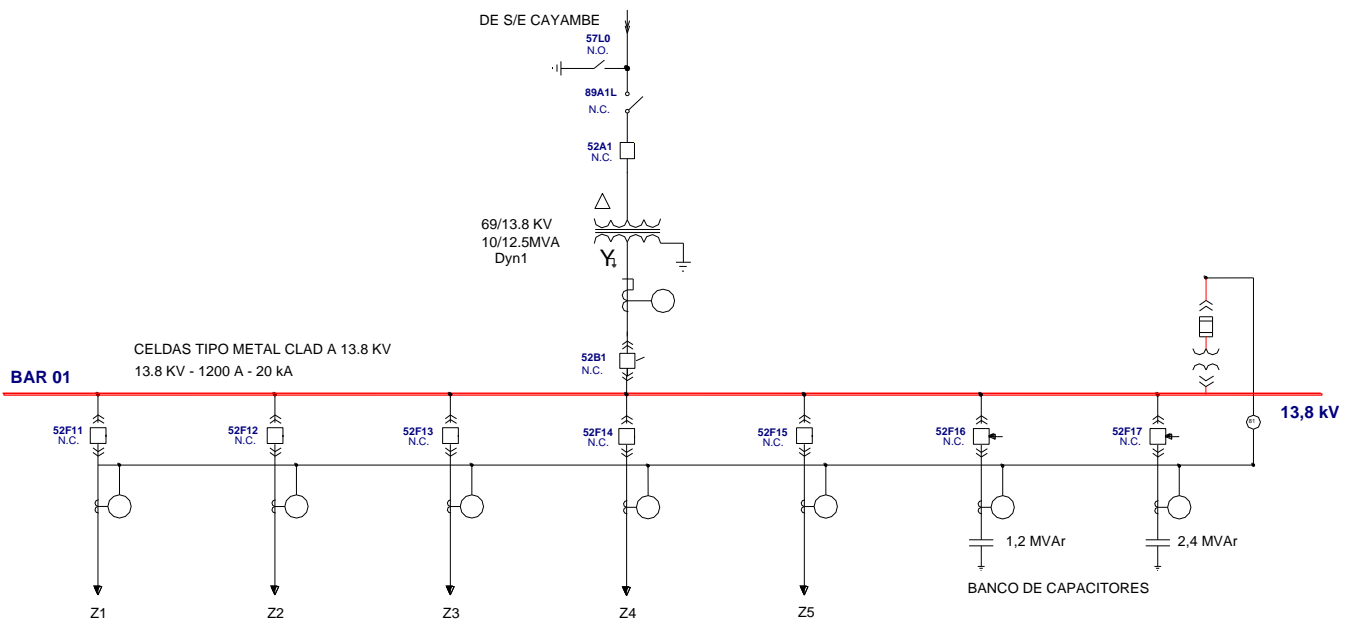 DE S/E CAYAMBE
57L0
N.O.
89A1L
N.C.
52A1
N.C.
69/13.8 KV
10/12.5MVA
Dyn1
Y
CELDAS TIPO METAL CLAD A 13.8 KV
13.8 KV - 1200 A - 20 kA
52B1
N.C.
BAR 01
13,8 kV
52F11
N.C.
52F12
N.C.
52F13
N.C.
52F14
N.C.
52F15
N.C.
52F16
N.C.
52F17
N.C.
81
1,2 MVAr
2,4 MVAr
BANCO DE CAPACITORES
Z1
Z2
Z3
Z4
Z5